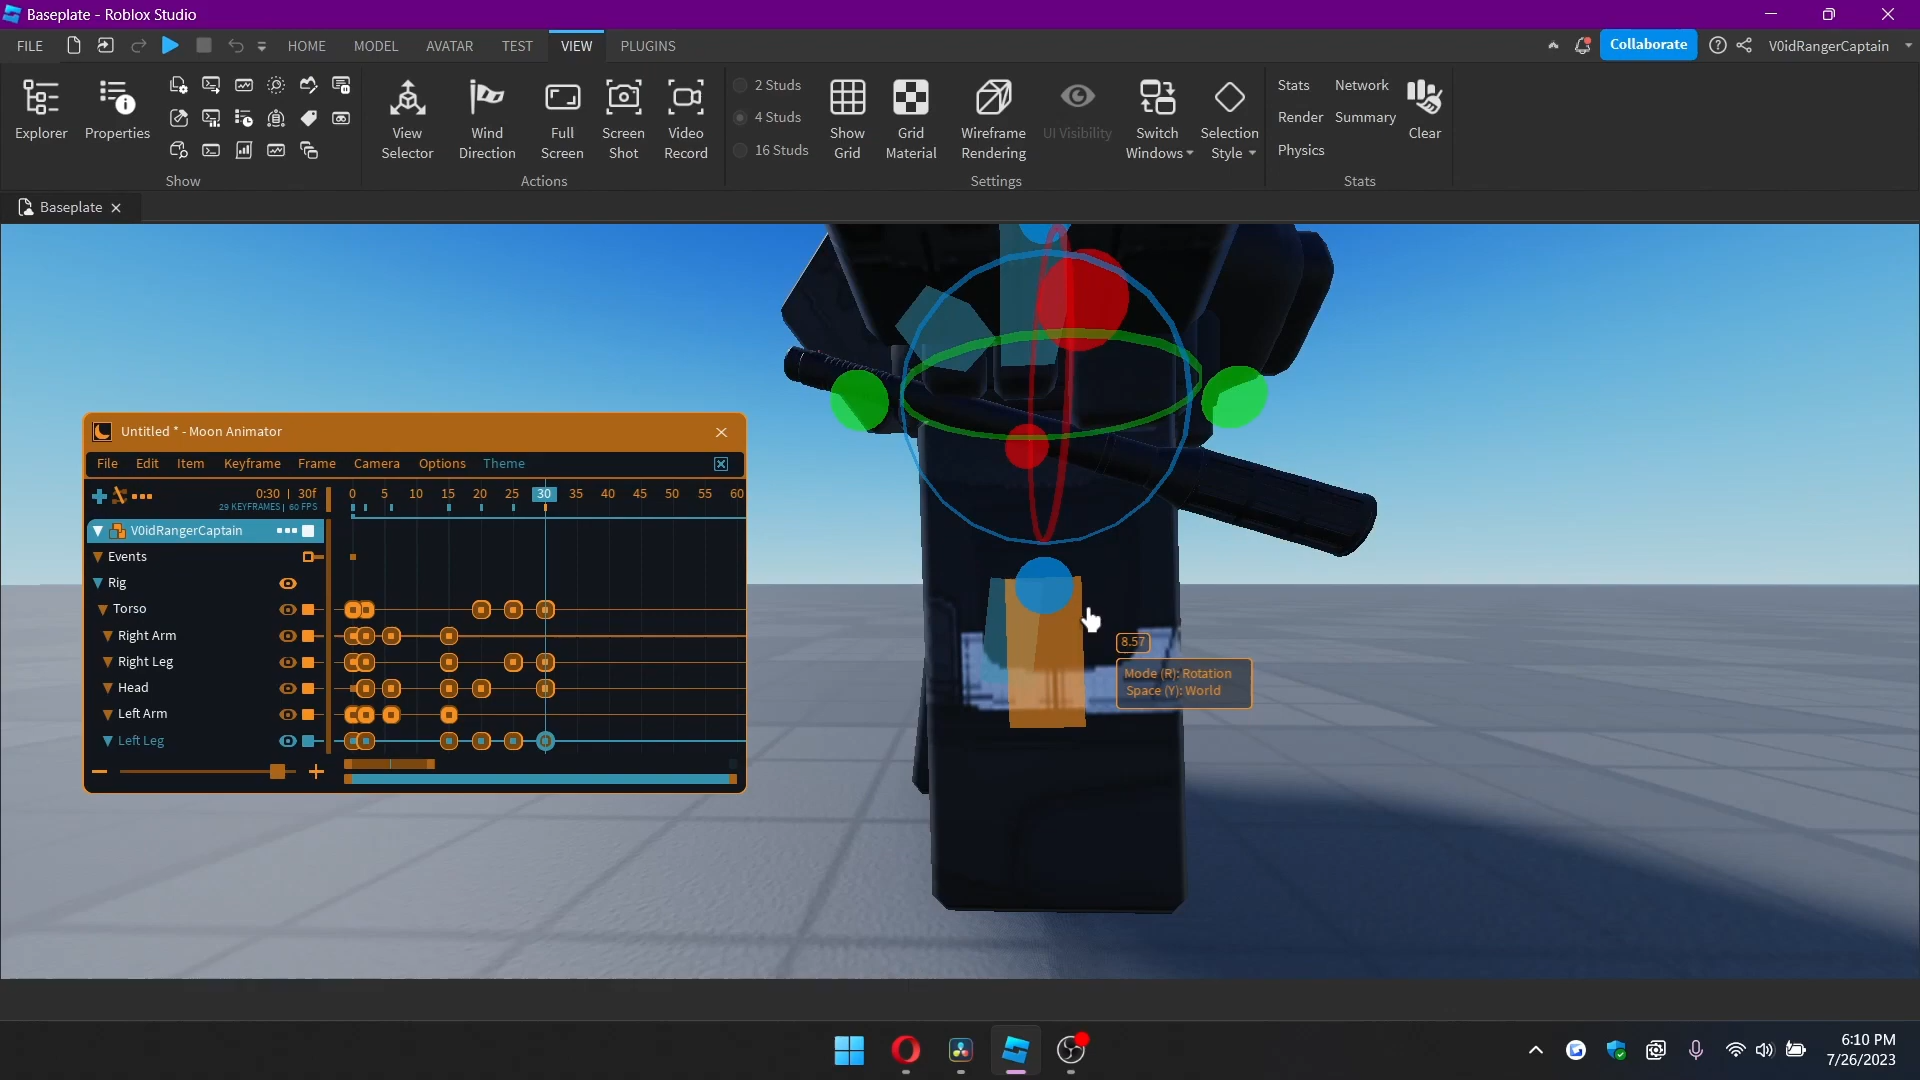 Baseplate - Roblox Studio
FILE
HOME
MODEL
AVATAR
TEST
VIEW
PLUGINS
Collaborate
V0idRangerCaptain
Explorer
Properties
Show
View
Selector
Wind
Direction
Full
Screen
Screen
Shot
Video
Record
Actions
2 Studs
4 Studs
16 Studs
Show
Grid
Grid
Material
Wireframe
Rendering
UI Visibility
Switch
Windows
Selection
Style
Settings
Stats
Network
Render
Summary
Physics
Clear
Stats
Baseplate
Untitled * - Moon Animator
File
Edit
Item
Keyframe
Frame
Camera
Options
Theme
0:30 | 30f
29 KEYFRAMES | 60 FPS
0 5 10 15 20 25 30 35 40 45 50 55 60
V0idRangerCaptain
Events
Rig
Torso
Right Arm
Right Leg
Head
Left Arm
Left Leg
8.57
Mode (R): Rotation
Space (Y): World
6:10 PM
7/26/2023